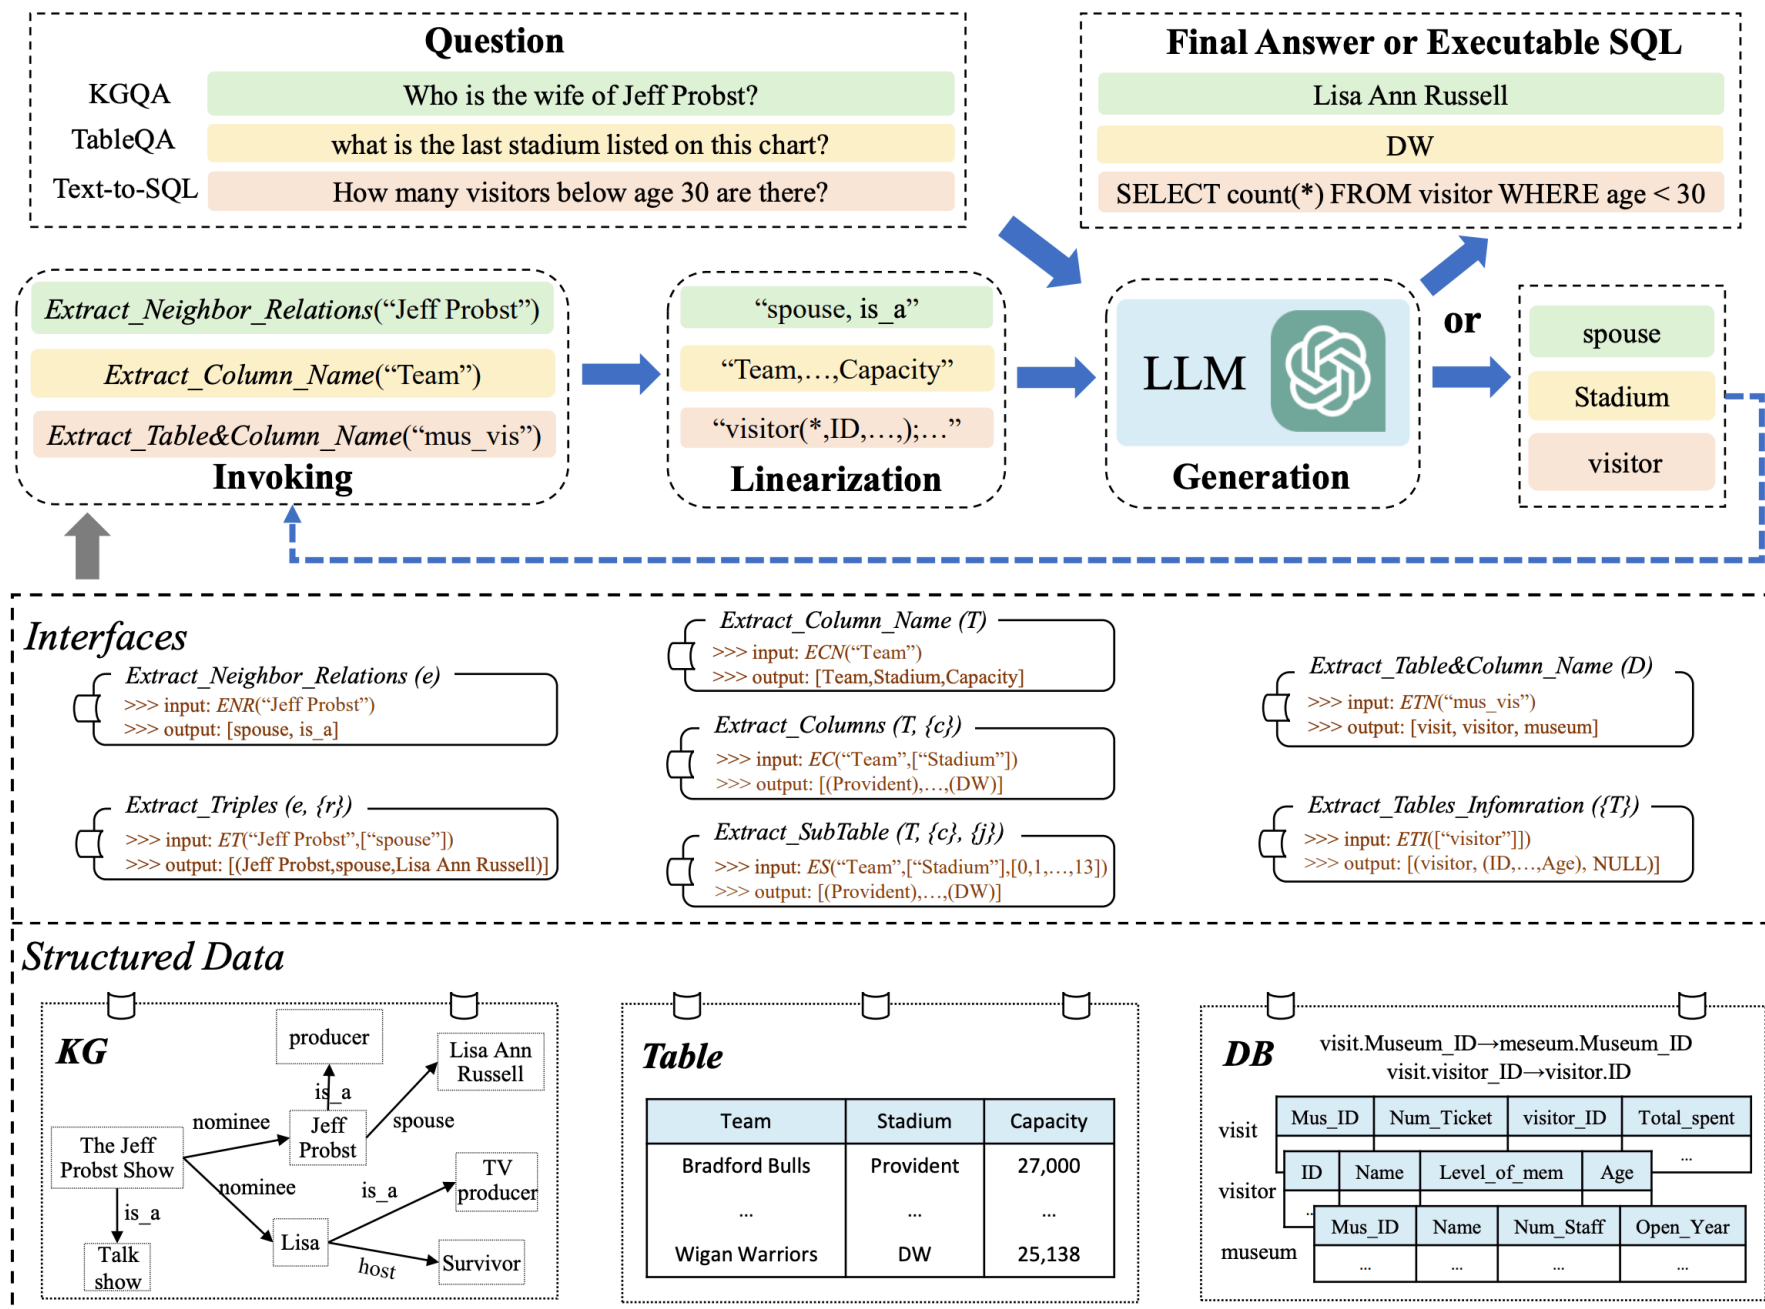 Question
KGQA
Who is the wife of Jeff Probst?
TableQA
what is the last stadium listed on this chart?
Text-to-SQL
How many visitors below age 30 are there?
Final Answer or Executable SQL
Lisa Ann Russell
DW
SELECT count(*) FROM visitor WHERE age < 30
Extract_Neighbor_Relations(“Jeff Probst”)
Extract_Column_Name(“Team”)
Extract_Table&Column_Name(“mus_vis”)
Invoking
“spouse, is_a”
“Team,…,Capacity”
“visitor(*,ID,…,);…”
Linearization
LLM
Generation
or
spouse
Stadium
visitor
Interfaces
Extract_Neighbor_Relations (e)
>>> input: ENR(“Jeff Probst”)
>>> output: [spouse, is_a]
Extract_Triples (e, {r})
>>> input: ET(“Jeff Probst”,[“spouse”])
>>> output: [(Jeff Probst,spouse,Lisa Ann Russell)]
Extract_Column_Name (T)
>>> input: ECN(“Team”)
>>> output: [Team,Stadium,Capacity]
Extract_Columns (T, {c})
>>> input: EC(“Team”,[“Stadium”])
>>> output: [(Provident),…,(DW)]
Extract_SubTable (T, {c}, {j})
>>> input: ES(“Team”,[“Stadium”],[0,1,…,13])
>>> output: [(Provident),…,(DW)]
Extract_Table&Column_Name (D)
>>> input: ETN(“mus_vis”)
>>> output: [visit, visitor, museum]
Extract_Tables_Infomration ({T})
>>> input: ETI([“visitor”]])
>>> output: [(visitor, (ID,…,Age), NULL)]
Structured Data
KG
producer
Lisa Ann
Russell
is_a
nominee
Jeff
Probst
spouse
The Jeff
Probst Show
nominee
is_a
TV
producer
is_a
Lisa
Talk
show
host
Survivor
Table
Team Stadium Capacity
Bradford Bulls Provident 27,000
... ... ...
Wigan Warriors DW 25,138
DB
visit.Museum_ID→meseum.Museum_ID
visit.visitor_ID→visitor.ID
visit
Mus_ID Num_Ticket visitor_ID Total_spent
...
visitor
ID Name Level_of_mem Age
...
museum
Mus_ID Name Num_Staff Open_Year
... ... ... ...